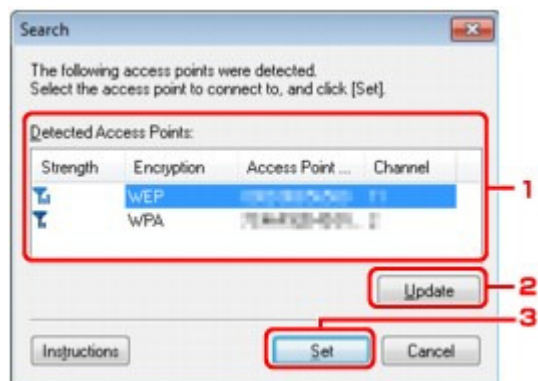 Search
The following access points were detected.
Select the access point to connect to, and click [Set].
Detected Access Points:
Strength Encryption Access Point ... Channel
WEP
WPA
1
Update
2
3
Instructions Set Cancel